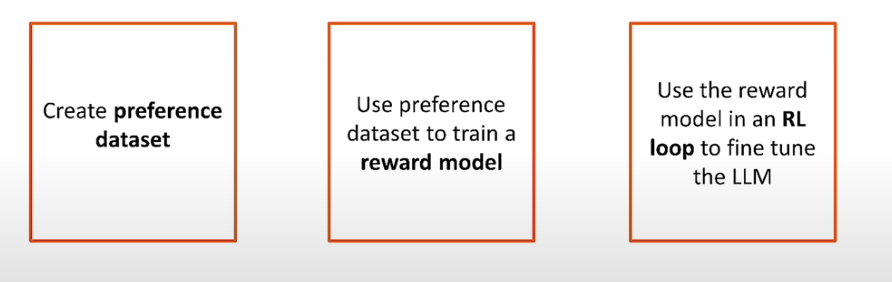 Create preference
dataset
Use preference
dataset to train a
reward model
Use the reward
model in an RL
loop to fine tune
the LLM